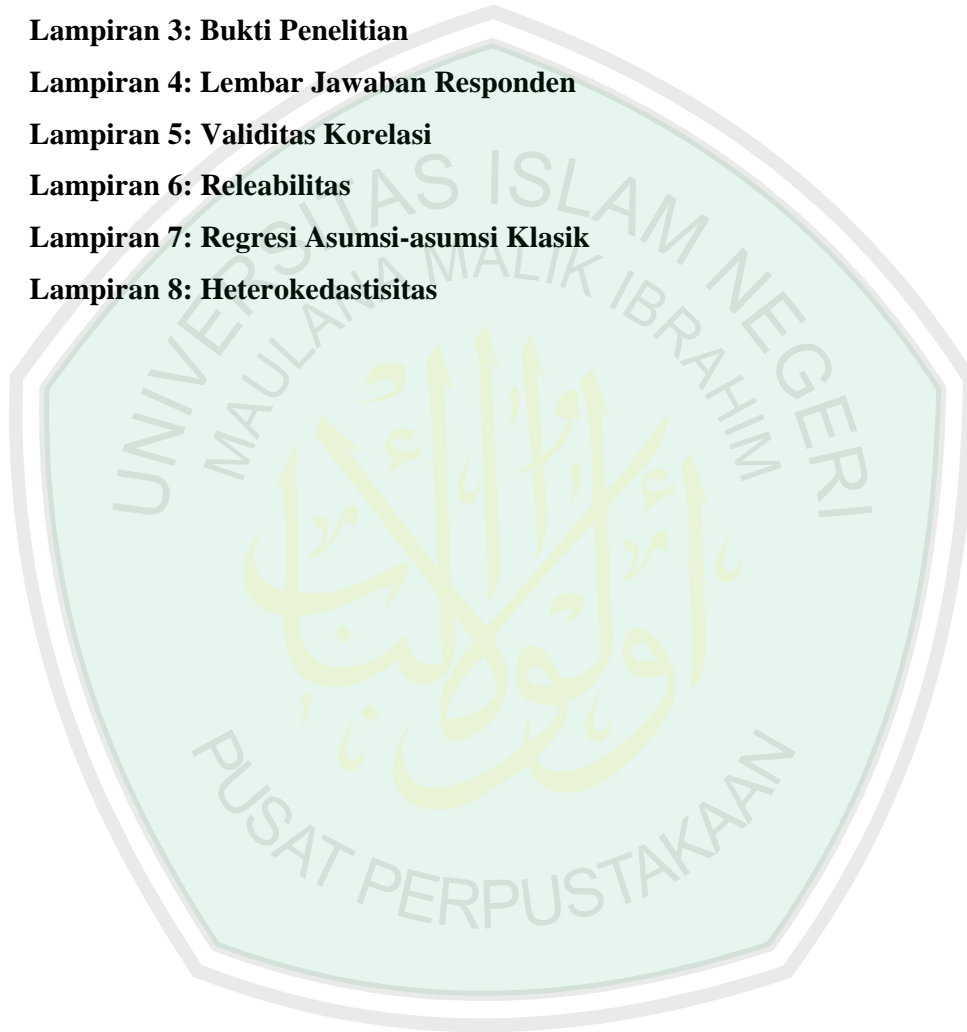 Lampiran 3: Bukti Penelitian
Lampiran 4: Lembar Jawaban Responden
Lampiran 5: Validitas Korelasi
Lampiran 6: Releabilitas
Lampiran 7: Regresi Asumsi-asumsi Klasik
Lampiran 8: Heterokedastisitas
UNIVERSITAS ISLAM NEGERI
MAULANA MALIK IBRAHIM
PUSAT PERPUSTAKAAN